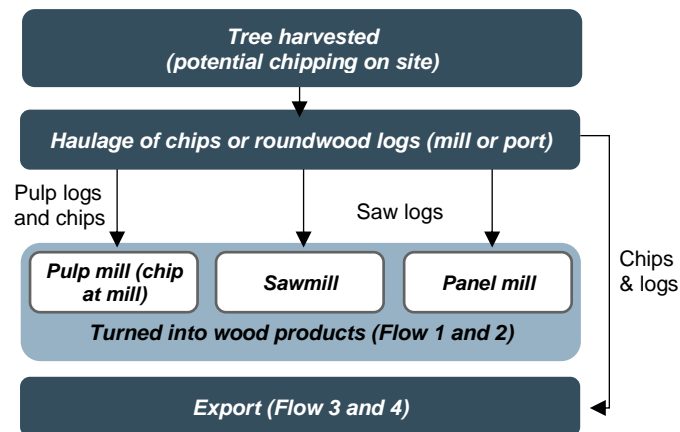 Tree harvested
(potential chipping on site)
Haulage of chips or roundwood logs (mill or port)
Pulp logs
and chips
Saw logs
Chips
& logs
Pulp mill (chip
at mill)
Sawmill
Panel mill
Turned into wood products (Flow 1 and 2)
Export (Flow 3 and 4)